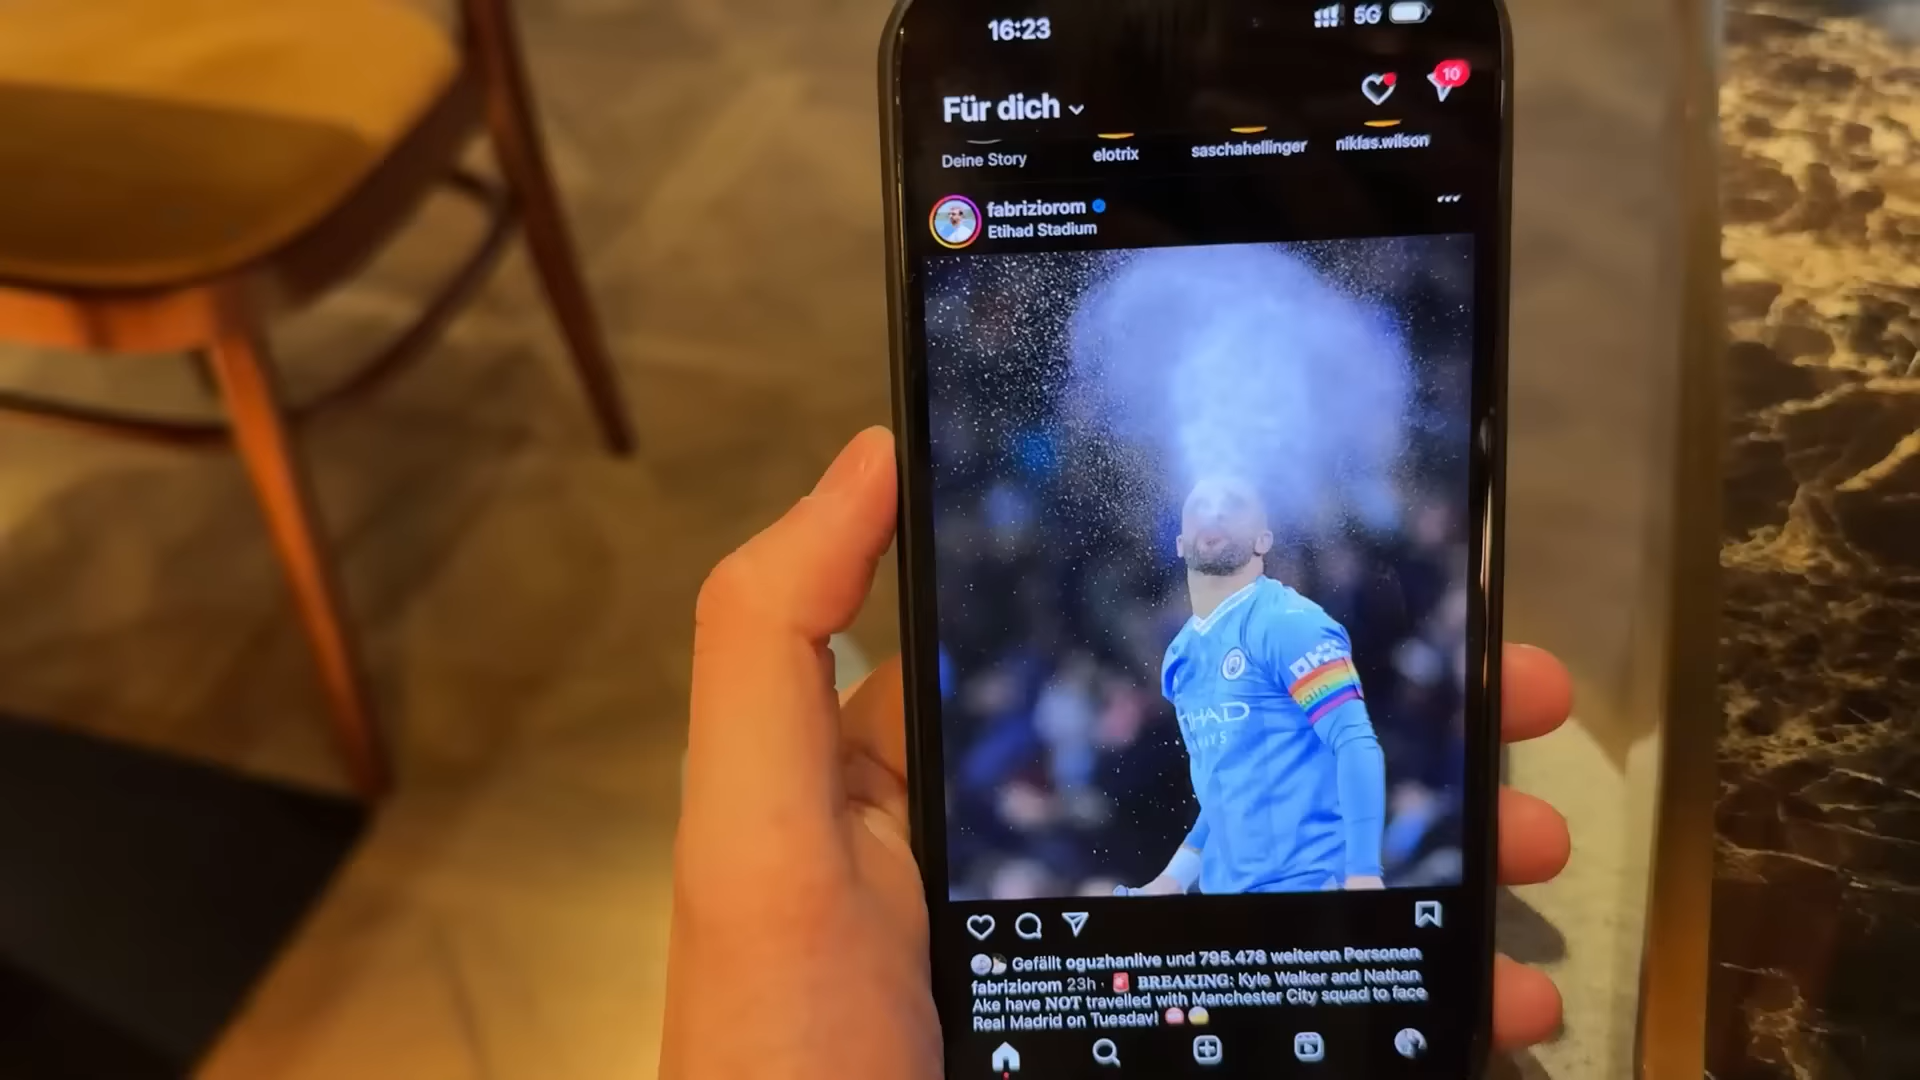 16:23
5G
10
Für dich
Deine Story
elotrix
saschahellinger
niklas.wilson
fabriziorom
Etihad Stadium
Gefällt oguzhanlive und 795.478 weiteren Personen
fabriziorom 23h · 🚨 BREAKING: Kyle Walker and Nathan
Ake have NOT travelled with Manchester City squad to face
Real Madrid on Tuesday!